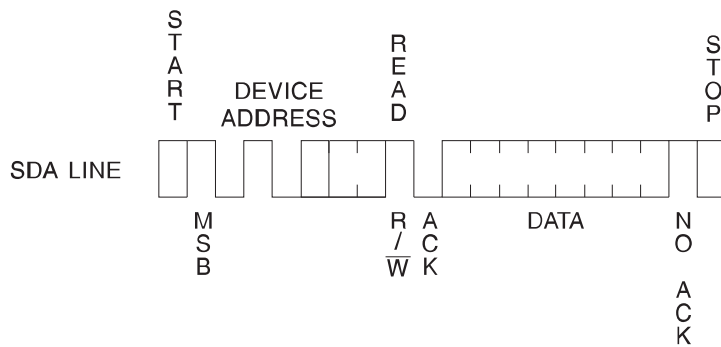 START
DEVICE
ADDRESS
READ
STOP
SDA LINE
MSB
R/W
ACK
DATA
NO ACK